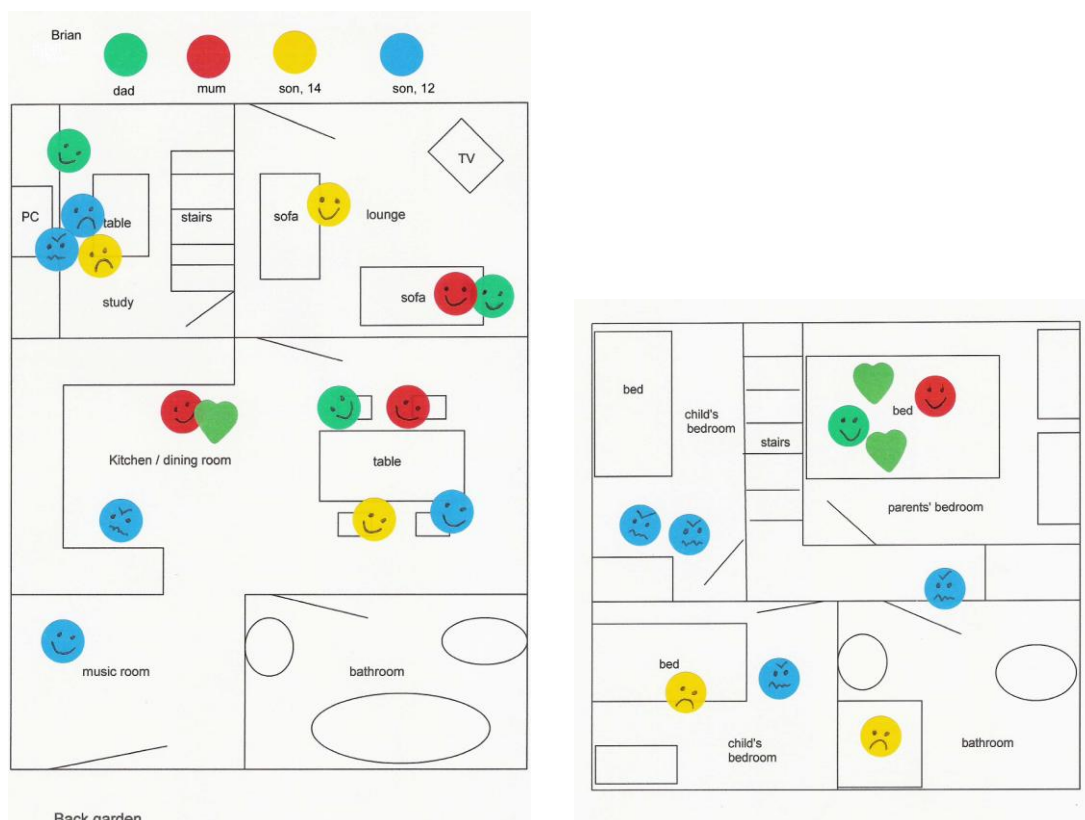 Brian
dad
mum
son, 14
son, 12
TV
PC
table
stairs
sofa
lounge
sofa
study
Kitchen / dining room
table
music room
bathroom
Back garden
bed
child's
bedroom
stairs
bed
parents' bedroom
bed
child's
bedroom
bathroom